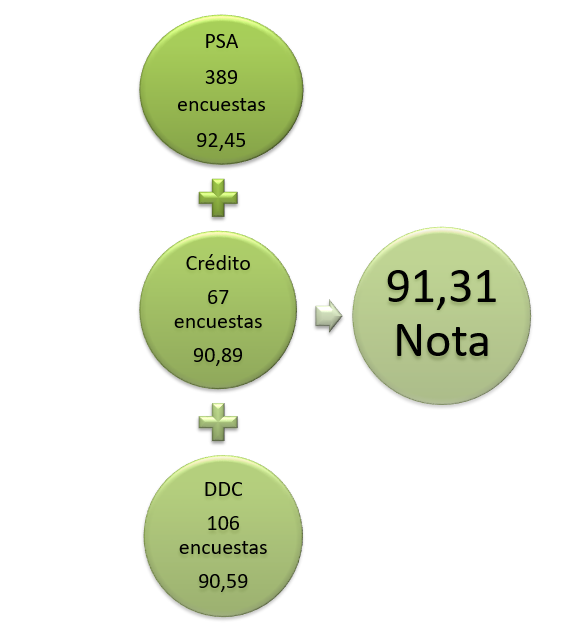 PSA
389
encuestas
92,45
Crédito
67
encuestas
90,89
91,31
Nota
DDC
106
encuestas
90,59